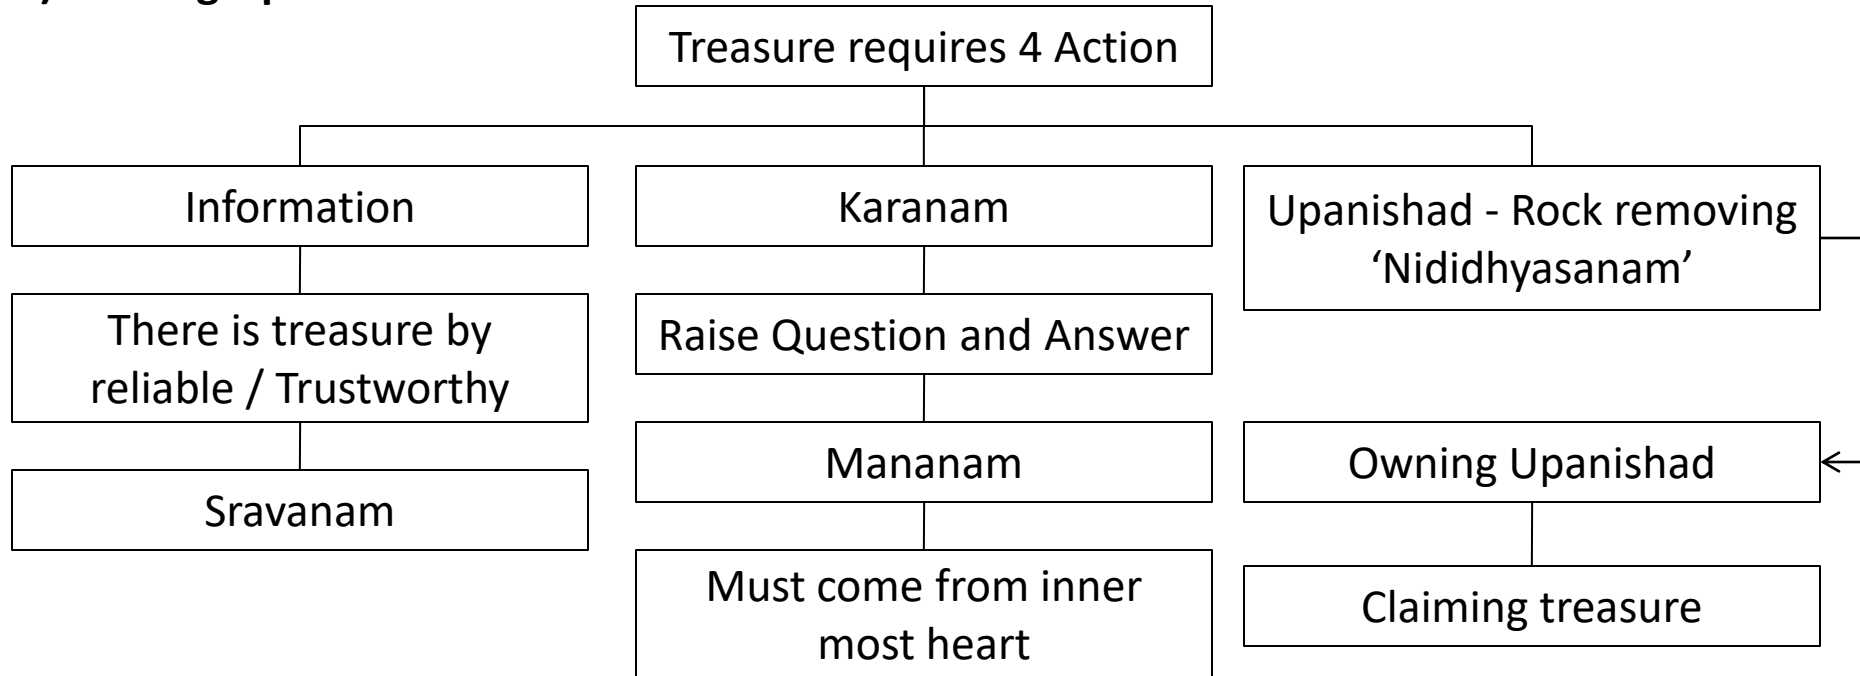 Treasure requires 4 Action
Information
There is treasure by
reliable / Trustworthy
Sravanam
Karanam
Raise Question and Answer
Mananam
Must come from inner
most heart
Upanishad - Rock removing
‘Nididhyasanam’
Owning Upanishad
Claiming treasure